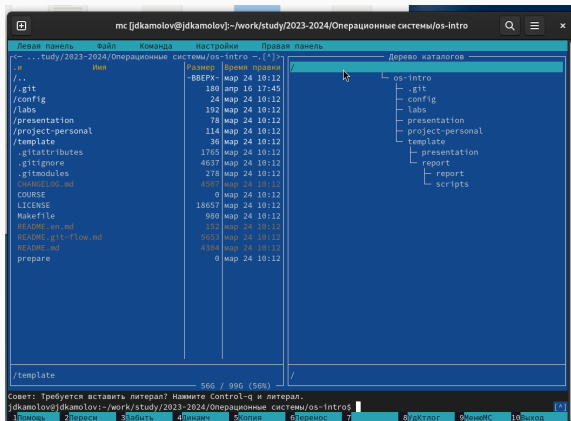 mc [jdkamolov@jdkamolov]:~/work/study/2023-2024/Операционные системы/os-intro
Левая панель Файл Команда Настройки Правая панель
<— ...tudy/2023-2024/Операционные системы/os-intro —.[^]>
Дерево каталогов
.и Имя Размер Время правки
/
/.. -ВВЕРХ- мар 24 10:12
/.git 180 апр 16 17:45
/config 24 мар 24 10:12
/labs 192 мар 24 10:12
/presentation 78 мар 24 10:12
/project-personal 114 мар 24 10:12
/template 36 мар 24 10:12
.gitattributes 1765 мар 24 10:12
.gitignore 4637 мар 24 10:12
.gitmodules 278 мар 24 10:12
CHANGELOG.md 4587 мар 24 10:12
COURSE 0 мар 24 10:12
LICENSE 18657 мар 24 10:12
Makefile 980 мар 24 10:12
README.en.md 152 мар 24 10:12
README.git-flow.md 5653 мар 24 10:12
README.md 4384 мар 24 10:12
prepare 0 мар 24 10:12
os-intro
.git
config
labs
presentation
project-personal
template
presentation
report
report
scripts
/template
/
56G / 99G (56%)
Совет: Требуется вставить литерал? Нажмите Control-q и литерал.
jdkamolov@jdkamolov:~/work/study/2023-2024/Операционные системы/os-intro$ [^]
1Помощь 2Пересм 3Забыть 4Динамч 5Копия 6Перенос 7 8УдКтлог 9МенюMC 10Выход